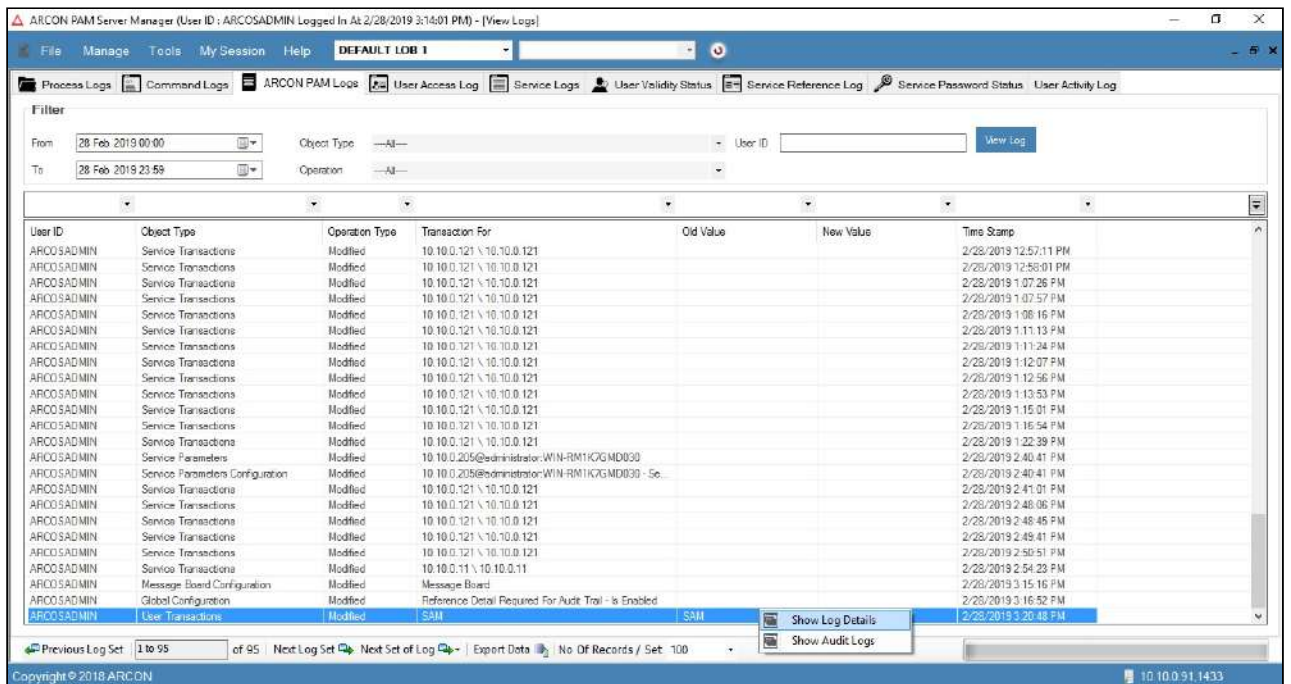 ARCON PAM Server Manager (User ID : ARCOSADMIN Logged In At 2/28/2019 3:14:01 PM) - [View Logs]
File Manage Tools My Session Help DEFAULT LOB 1
Process Logs Command Logs ARCON PAM Logs User Access Log Service Logs User Validity Status Service Reference Log Service Password Status User Activity Log
Filter
From 28 Feb 2019 00:00 Object Type ---All--- User ID View Log
To 28 Feb 2019 23:59 Operation ---All---
User ID Object Type Operation Type Transaction For Old Value New Value Time Stamp
ARCOSADMIN Service Transactions Modified 10.10.0.121 \ 10.10.0.121 2/28/2019 12:57:11 PM
ARCOSADMIN Service Transactions Modified 10.10.0.121 \ 10.10.0.121 2/28/2019 12:58:01 PM
ARCOSADMIN Service Transactions Modified 10.10.0.121 \ 10.10.0.121 2/28/2019 1:07:26 PM
ARCOSADMIN Service Transactions Modified 10.10.0.121 \ 10.10.0.121 2/28/2019 1:07:57 PM
ARCOSADMIN Service Transactions Modified 10.10.0.121 \ 10.10.0.121 2/28/2019 1:08:16 PM
ARCOSADMIN Service Transactions Modified 10.10.0.121 \ 10.10.0.121 2/28/2019 1:11:13 PM
ARCOSADMIN Service Transactions Modified 10.10.0.121 \ 10.10.0.121 2/28/2019 1:11:24 PM
ARCOSADMIN Service Transactions Modified 10.10.0.121 \ 10.10.0.121 2/28/2019 1:12:07 PM
ARCOSADMIN Service Transactions Modified 10.10.0.121 \ 10.10.0.121 2/28/2019 1:12:56 PM
ARCOSADMIN Service Transactions Modified 10.10.0.121 \ 10.10.0.121 2/28/2019 1:13:53 PM
ARCOSADMIN Service Transactions Modified 10.10.0.121 \ 10.10.0.121 2/28/2019 1:15:01 PM
ARCOSADMIN Service Transactions Modified 10.10.0.121 \ 10.10.0.121 2/28/2019 1:16:54 PM
ARCOSADMIN Service Transactions Modified 10.10.0.121 \ 10.10.0.121 2/28/2019 1:22:39 PM
ARCOSADMIN Service Parameters Modified 10.10.0.205@administrator:WIN-RM1K7GMD030 2/28/2019 2:40:41 PM
ARCOSADMIN Service Parameters Configuration Modified 10.10.0.205@administrator:WIN-RM1K7GMD030 - Se... 2/28/2019 2:40:41 PM
ARCOSADMIN Service Transactions Modified 10.10.0.121 \ 10.10.0.121 2/28/2019 2:41:01 PM
ARCOSADMIN Service Transactions Modified 10.10.0.121 \ 10.10.0.121 2/28/2019 2:48:06 PM
ARCOSADMIN Service Transactions Modified 10.10.0.121 \ 10.10.0.121 2/28/2019 2:48:45 PM
ARCOSADMIN Service Transactions Modified 10.10.0.121 \ 10.10.0.121 2/28/2019 2:49:41 PM
ARCOSADMIN Service Transactions Modified 10.10.0.121 \ 10.10.0.121 2/28/2019 2:50:51 PM
ARCOSADMIN Service Transactions Modified 10.10.0.11 \ 10.10.0.11 2/28/2019 2:54:23 PM
ARCOSADMIN Message Board Configuration Modified Message Board 2/28/2019 3:15:16 PM
ARCOSADMIN Global Configuration Modified Reference Detail Required For Audit Trail - Is Enabled 2/28/2019 3:16:52 PM
ARCOSADMIN User Transactions Modified SAM SAM 2/28/2019 3:20:48 PM
Show Log Details
Show Audit Logs
Previous Log Set 1 to 95 of 95 Next Log Set Next Set of Log Export Data No Of Records / Set 100
Copyright © 2018 ARCON 10.10.0.91,1433